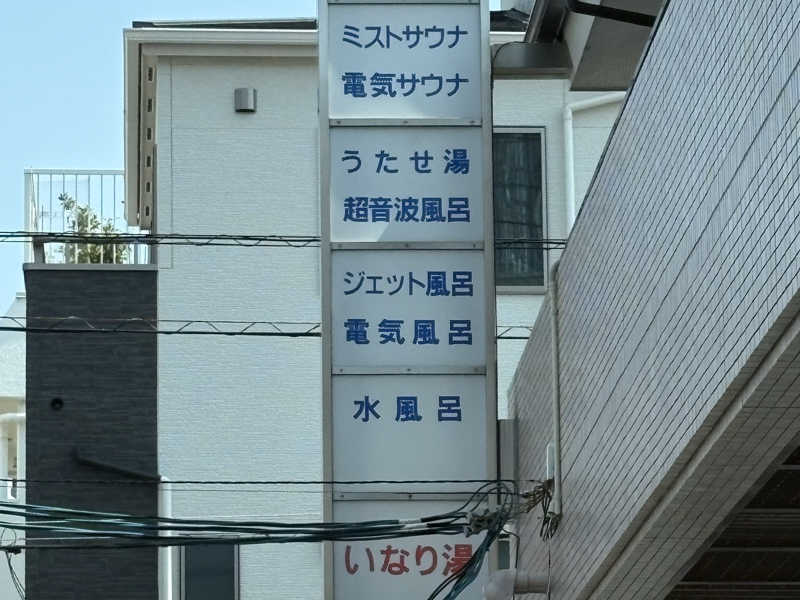 ミストサウナ
電気サウナ
うたせ湯
超音波風呂
ジェット風呂
電気風呂
水風呂
いなり湯